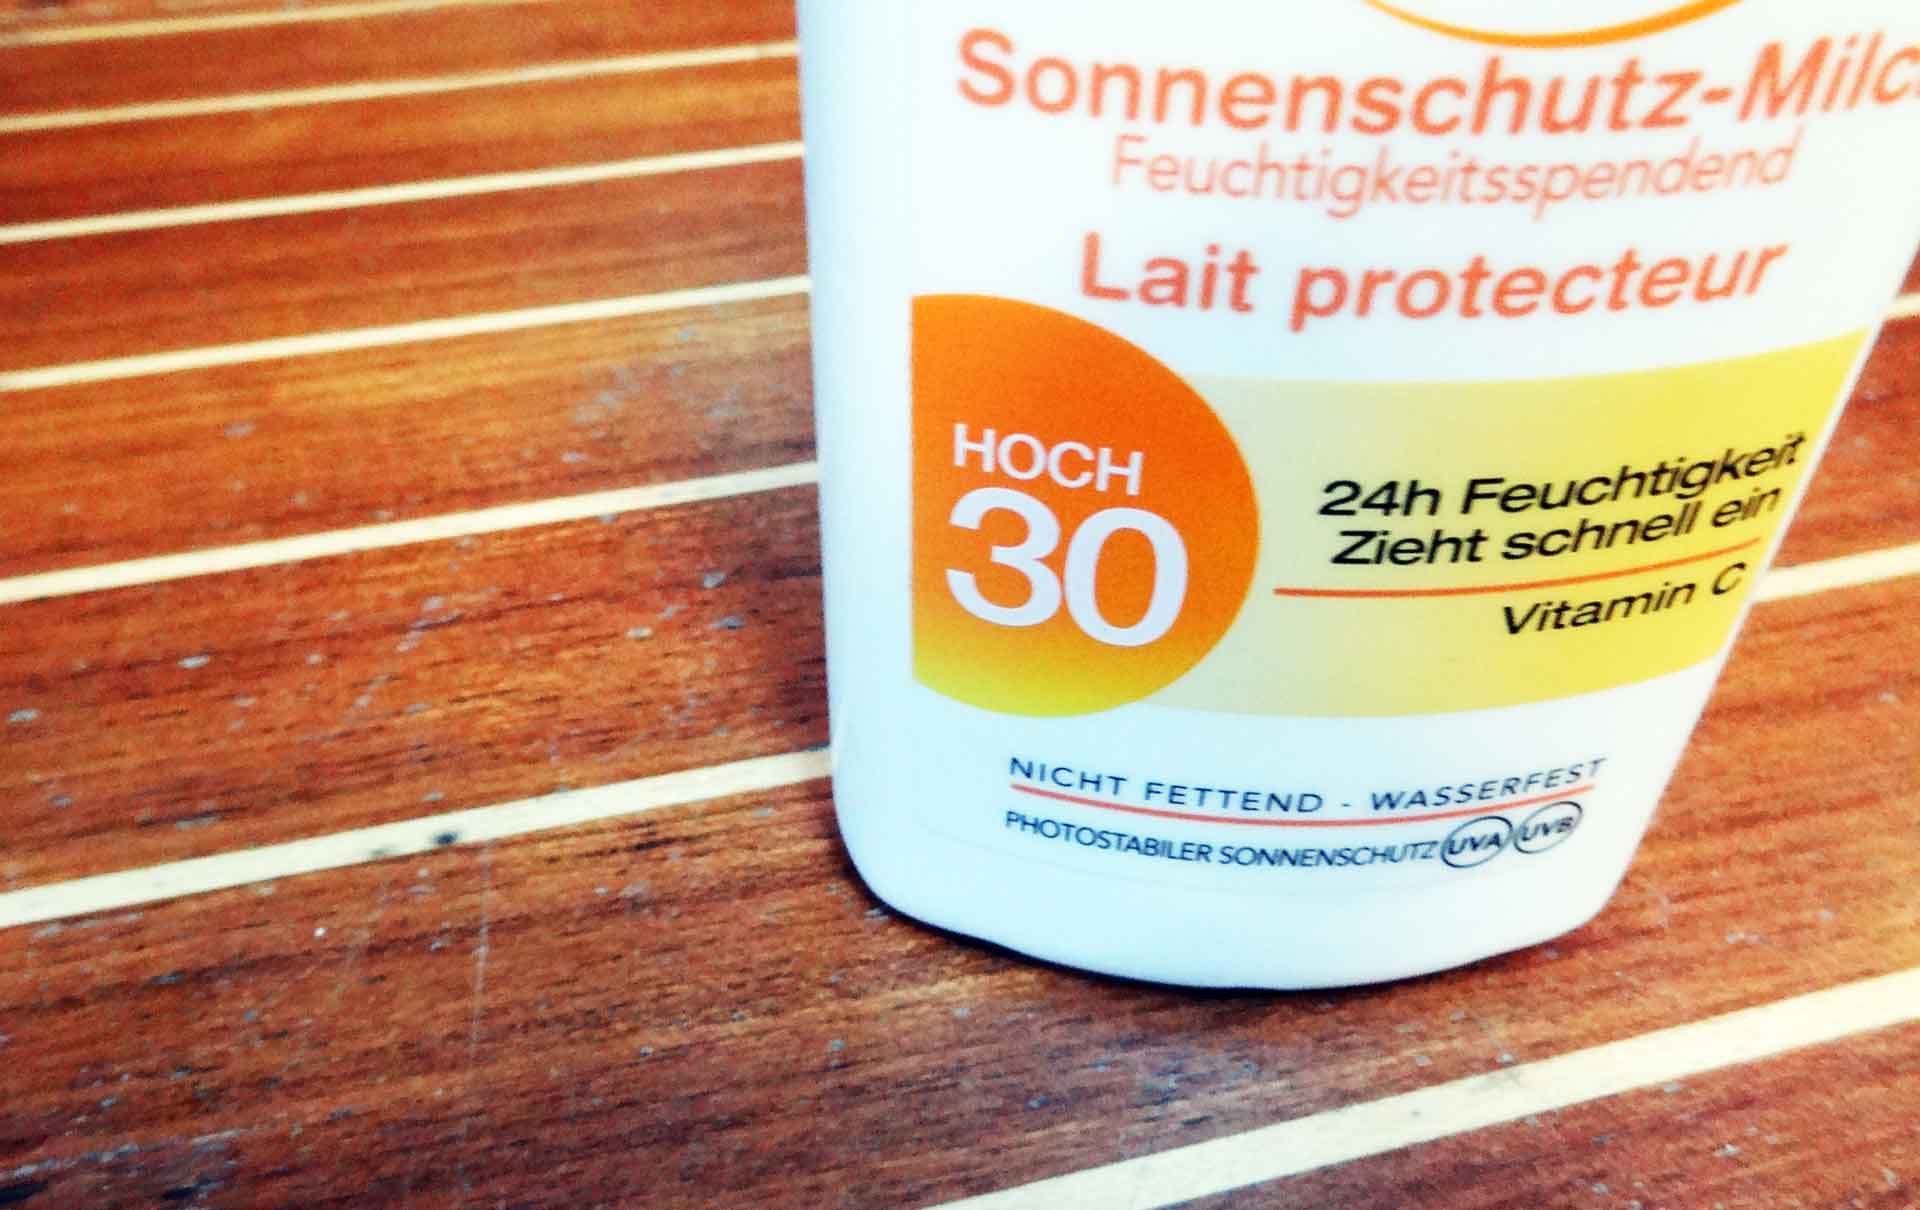 Sonnenschutz-Milch
Feuchtigkeitsspendend
Lait protecteur
HOCH
30
24h Feuchtigkeit
Zieht schnell ein
Vitamin C
NICHT FETTEND - WASSERFEST
PHOTOSTABILER SONNENSCHUTZ UVA UVB